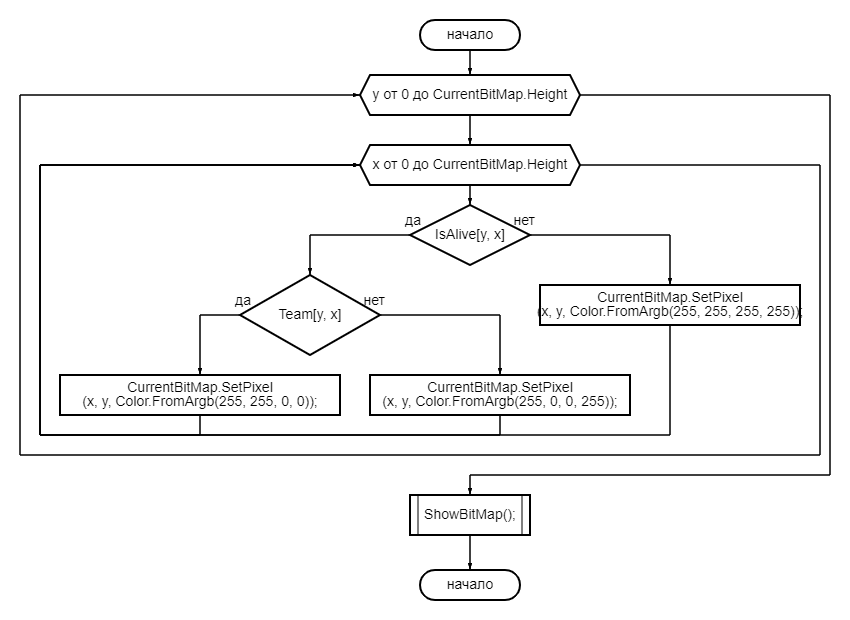 начало
y от 0 до CurrentBitMap.Height
x от 0 до CurrentBitMap.Height
да
нет
IsAlive[y, x]
да
нет
Team[y, x]
CurrentBitMap.SetPixel
(x, y, Color.FromArgb(255, 255, 255, 255));
CurrentBitMap.SetPixel
(x, y, Color.FromArgb(255, 255, 0, 0));
CurrentBitMap.SetPixel
(x, y, Color.FromArgb(255, 0, 0, 255));
ShowBitMap();
начало